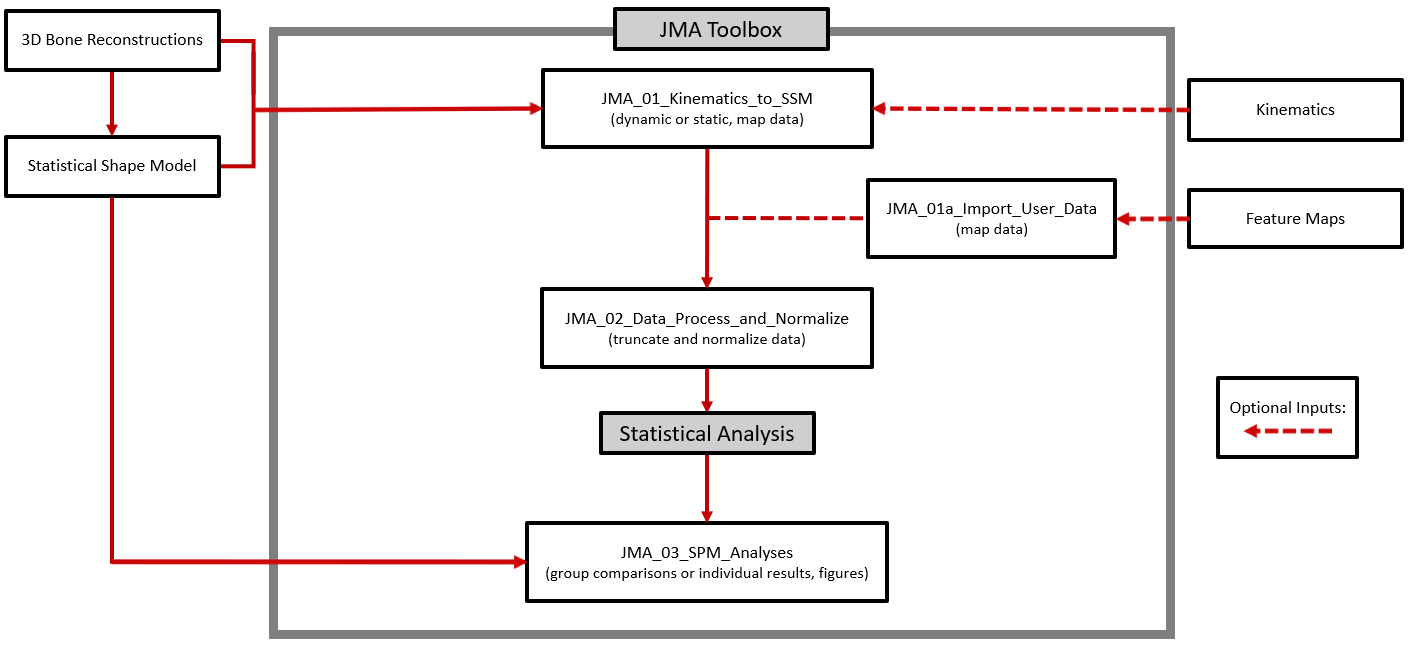 JMA Toolbox
3D Bone Reconstructions
Statistical Shape Model
JMA_01_Kinematics_to_SSM
(dynamic or static, map data)
Kinematics
JMA_01a_Import_User_Data
(map data)
Feature Maps
JMA_02_Data_Process_and_Normalize
(truncate and normalize data)
Optional Inputs:
Statistical Analysis
JMA_03_SPM_Analyses
(group comparisons or individual results, figures)